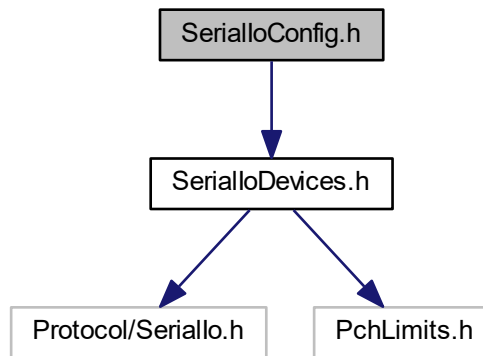 SerialIoConfig.h
SerialIoDevices.h
Protocol/SerialIo.h
PchLimits.h